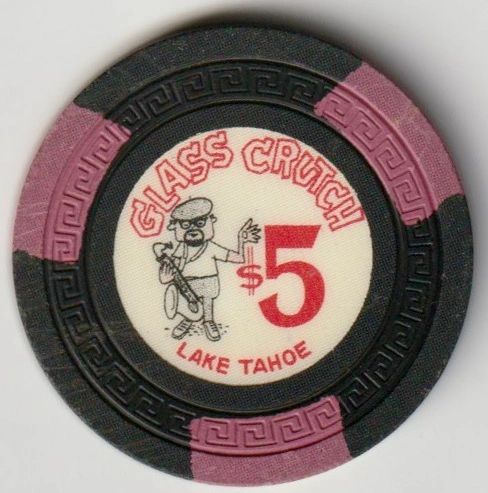 GLASS CRUTCH
$5
LAKE TAHOE